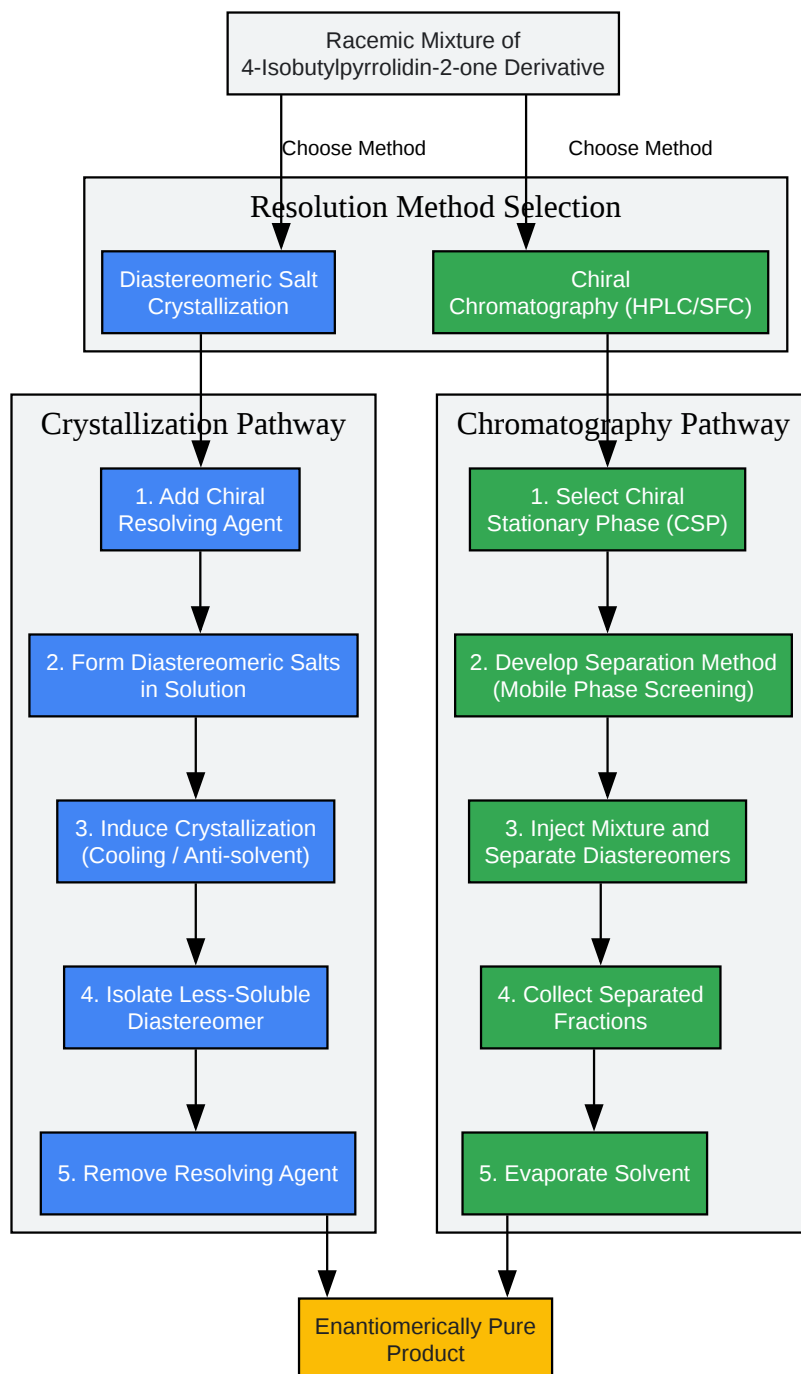 Racemic Mixture of
4-Isobutylpyrrolidin-2-one Derivative
Choose Method
Choose Method
Resolution Method Selection
Diastereomeric Salt
Crystallization
Chiral
Chromatography (HPLC/SFC)
Crystallization Pathway
1. Add Chiral
Resolving Agent
2. Form Diastereomeric Salts
in Solution
3. Induce Crystallization
(Cooling / Anti-solvent)
4. Isolate Less-Soluble
Diastereomer
5. Remove Resolving Agent
Chromatography Pathway
1. Select Chiral
Stationary Phase (CSP)
2. Develop Separation Method
(Mobile Phase Screening)
3. Inject Mixture and
Separate Diastereomers
4. Collect Separated
Fractions
5. Evaporate Solvent
Enantiomerically Pure
Product